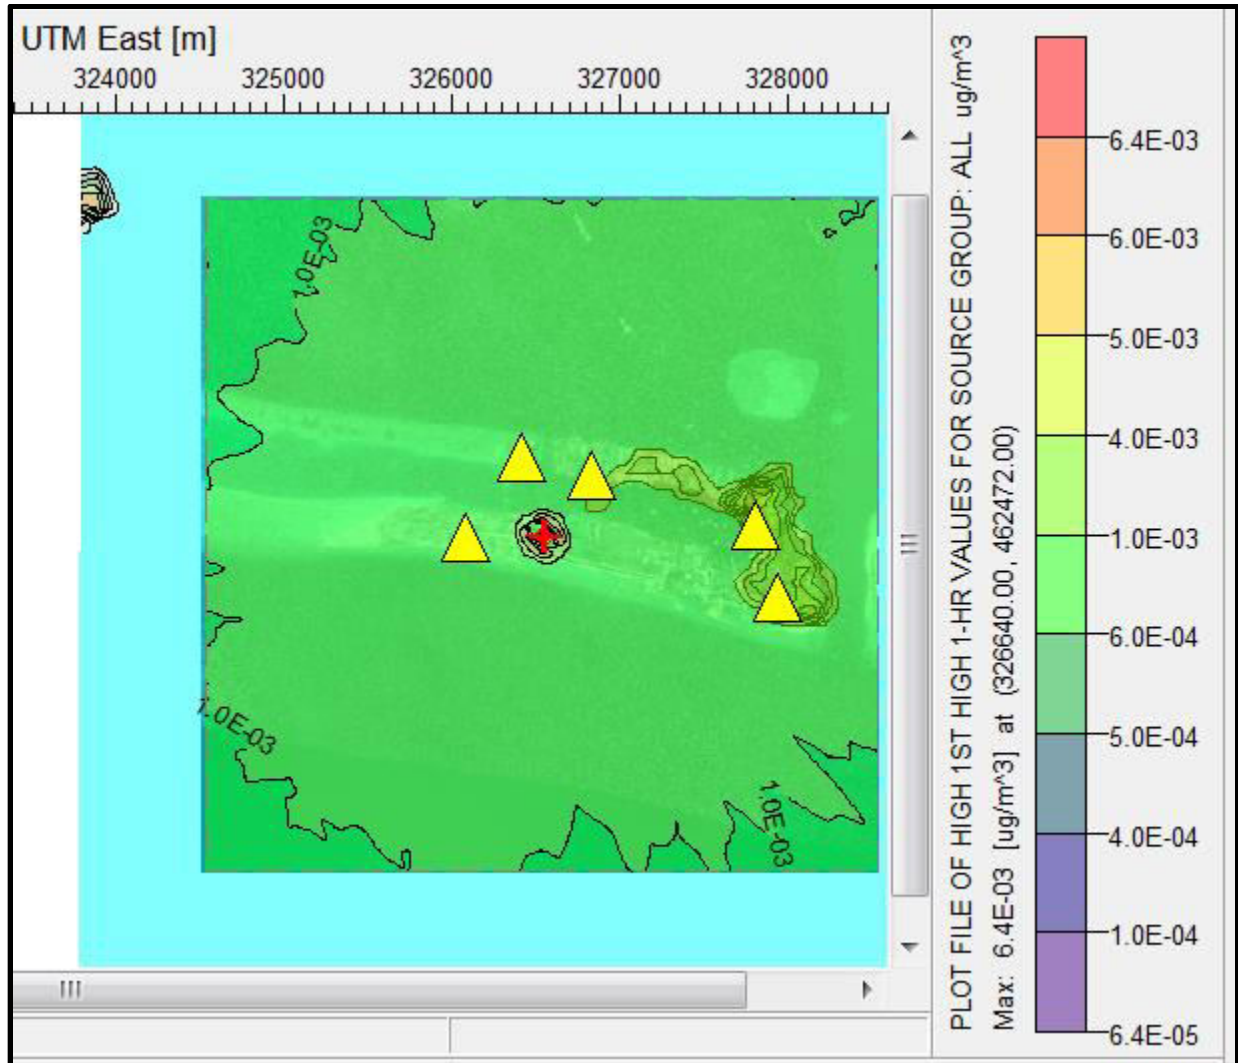 UTM East [m]
324000 325000 326000 327000 328000
1.0E-03
1.0E-03
1.0E-03
PLOT FILE OF HIGH 1ST HIGH 1-HR VALUES FOR SOURCE GROUP: ALL ug/m^3
Max: 6.4E-03 [ug/m^3] at (326640.00, 462472.00)
6.4E-03
6.0E-03
5.0E-03
4.0E-03
1.0E-03
6.0E-04
5.0E-04
4.0E-04
1.0E-04
6.4E-05